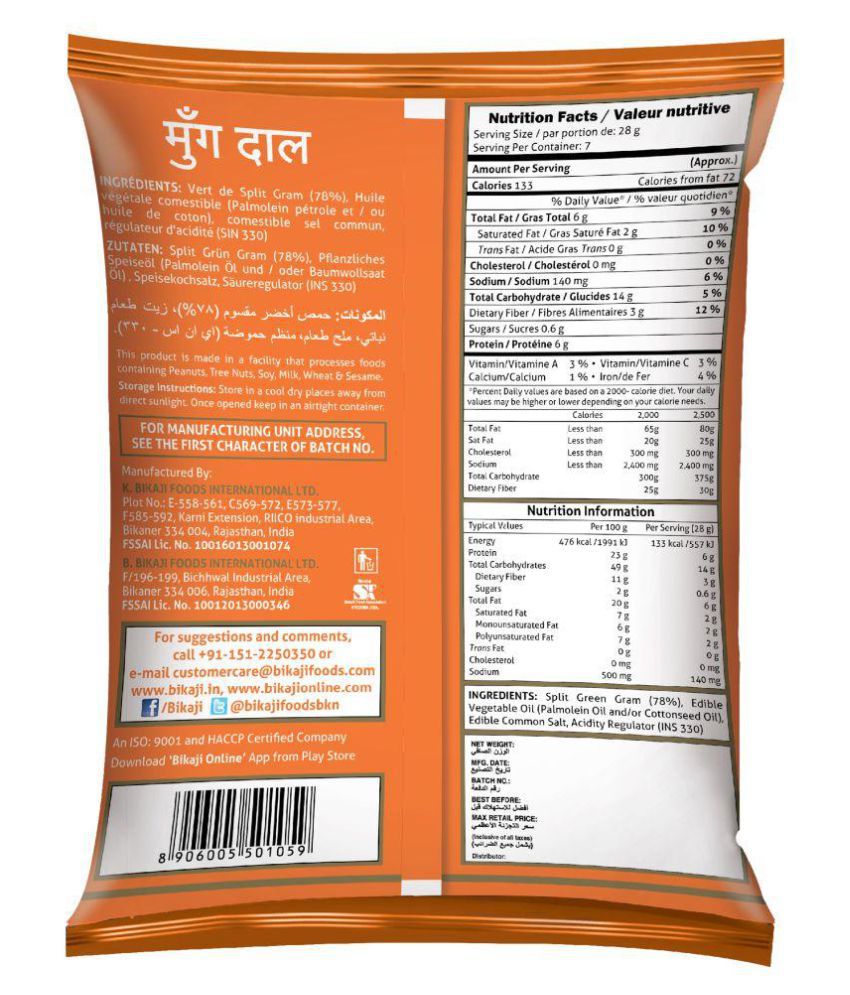 मुँग दाल
INGRÉDIENTS: Vert de Split Gram (78%), Huile
végétale comestible (Palmolein pétrole et / ou
huile de coton), comestible sel commun,
régulateur d'acidité (SIN 330)
ZUTATEN: Split Grün Gram (78%), Pflanzliches
Speiseöl (Palmolein Öl und / oder Baumwollsaat
Öl), Speisekochsalz, Säureregulator (INS 330)
المكونات: حمص أخضر مقسوم (٧٨%)، زيت طعام
نباتي، ملح طعام، منظم حموضة (اي ان اس - ٣٣٠).
This product is made in a facility that processes foods
containing Peanuts, Tree Nuts, Soy, Milk, Wheat & Sesame.
Storage Instructions: Store in a cool dry places away from
direct sunlight. Once opened keep in an airtight container.
FOR MANUFACTURING UNIT ADDRESS,
SEE THE FIRST CHARACTER OF BATCH NO.
Manufactured By:
K. BIKAJI FOODS INTERNATIONAL LTD.
Plot No.: E-558-561, C569-572, E573-577,
F585-592, Karni Extension, RIICO industrial Area,
Bikaner 334 004, Rajasthan, India
FSSAI Lic. No. 10016013001074
B. BIKAJI FOODS INTERNATIONAL LTD.
F/196-199, Bichhwal Industrial Area,
Bikaner 334 006, Rajasthan, India
FSSAI Lic. No. 10012013000346
For suggestions and comments,
call +91-151-2250350 or
e-mail customercare@bikajifoods.com
www.bikaji.in, www.bikajionline.com
/Bikaji @bikajifoodsbkn
An ISO: 9001 and HACCP Certified Company
Download 'Bikaji Online' App from Play Store
8 906005 501059
Nutrition Facts / Valeur nutritive
Serving Size / par portion de: 28 g
Serving Per Container: 7
Amount Per Serving (Approx.)
Calories 133 Calories from fat 72
% Daily Value* / % valeur quotidien*
Total Fat / Gras Total 6 g 9 %
Saturated Fat / Gras Saturé Fat 2 g 10 %
Trans Fat / Acide Gras Trans 0 g 0 %
Cholesterol / Cholestérol 0 mg 0 %
Sodium / Sodium 140 mg 6 %
Total Carbohydrate / Glucides 14 g 5 %
Dietary Fiber / Fibres Alimentaires 3 g 12 %
Sugars / Sucres 0.6 g
Protein / Protéine 6 g
Vitamin/Vitamine A 3 % • Vitamin/Vitamine C 3 %
Calcium/Calcium 1 % • Iron/de Fer 4 %
*Percent Daily values are based on a 2000- calorie diet. Your daily
values may be higher or lower depending on your calorie needs.
Calories 2,000 2,500
Total Fat Less than 65g 80g
Sat Fat Less than 20g 25g
Cholesterol Less than 300 mg 300 mg
Sodium Less than 2,400 mg 2,400 mg
Total Carbohydrate 300g 375g
Dietary Fiber 25g 30g
Nutrition Information
Typical Values Per 100 g Per Serving (28 g)
Energy 476 kcal /1991 kJ 133 kcal /557 kJ
Protein 23 g 6 g
Total Carbohydrates 49 g 14 g
Dietary Fiber 11 g 3 g
Sugars 2 g 0.6 g
Total Fat 20 g 6 g
Saturated Fat 7 g 2 g
Monounsaturated Fat 6 g 2 g
Polyunsaturated Fat 7 g 2 g
Trans Fat 0 g 0 g
Cholesterol 0 mg 0 mg
Sodium 500 mg 140 mg
INGREDIENTS: Split Green Gram (78%), Edible
Vegetable Oil (Palmolein Oil and/or Cottonseed Oil),
Edible Common Salt, Acidity Regulator (INS 330)
NET WEIGHT:
الوزن الصافي
MFG. DATE:
تاريخ التصنيع
BATCH NO.:
رقم الدفعة
BEST BEFORE:
أفضل للاستهلاك قبل
MAX RETAIL PRICE:
سعر التجزئة الأعظمي
(Inclusive of all taxes)
(يشمل جميع الضرائب)
Distributor: